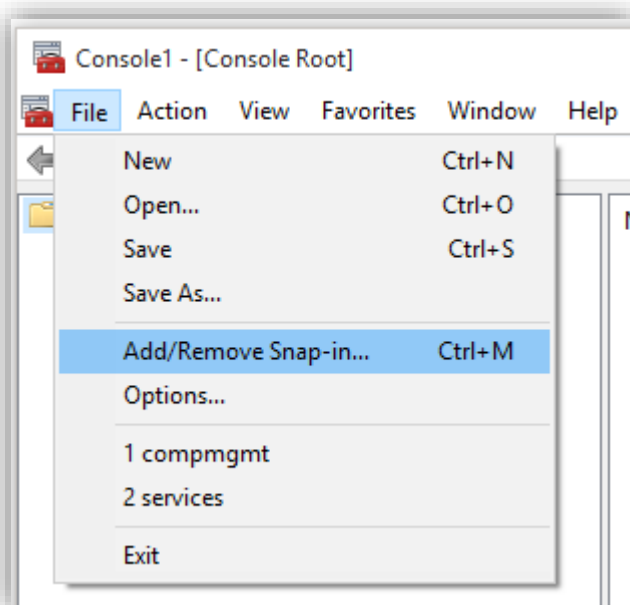 Console1 - [Console Root]
File Action View Favorites Window Help
New Ctrl+N
Open... Ctrl+O
Save Ctrl+S
Save As...
Add/Remove Snap-in... Ctrl+M
Options...
1 compmgmt
2 services
Exit